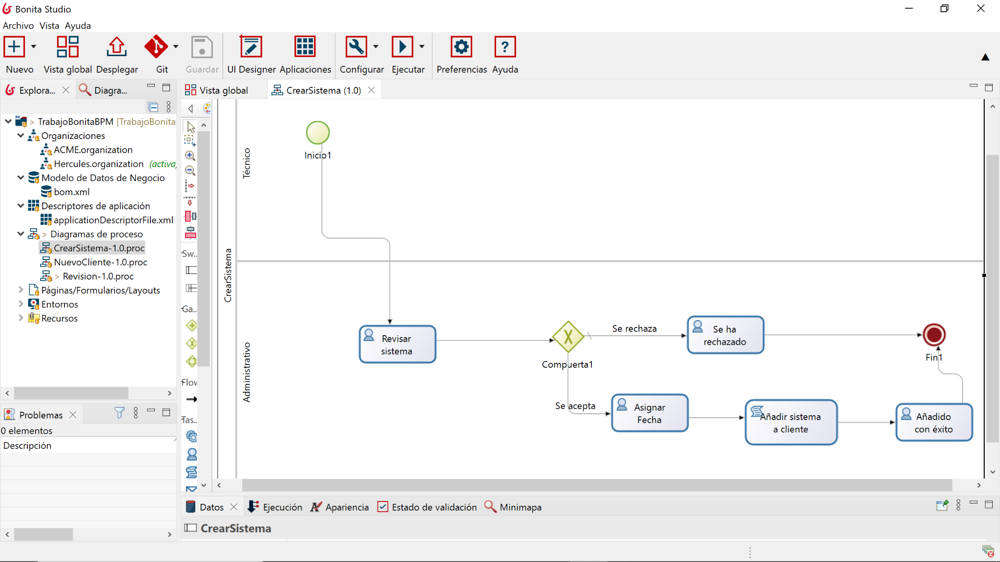 Bonita Studio
Archivo Vista Ayuda
Nuevo Vista global Desplegar Git Guardar UI Designer Aplicaciones Configurar Ejecutar Preferencias Ayuda
Explora... Diagra...
Vista global CrearSistema (1.0)
> TrabajoBonitaBPM [TrabajoBonita
Organizaciones
ACME.organization
Hercules.organization (activa)
Modelo de Datos de Negocio
bom.xml
Descriptores de aplicación
applicationDescriptorFile.xml
> Diagramas de proceso
CrearSistema-1.0.proc
NuevoCliente-1.0.proc
> Revision-1.0.proc
Páginas/Formularios/Layouts
Entornos
Recursos
Problemas
0 elementos
Descripción
Sw..
Ga..
Flov
Tas..
CrearSistema
Técnico
Inicio1
Administrativo
Revisar
sistema
Compuerta1
Se rechaza
Se ha
rechazado
Fin1
Se acepta
Asignar
Fecha
Añadir sistema
a cliente
Añadido
con éxito
Datos Ejecución Apariencia Estado de validación Minimapa
CrearSistema